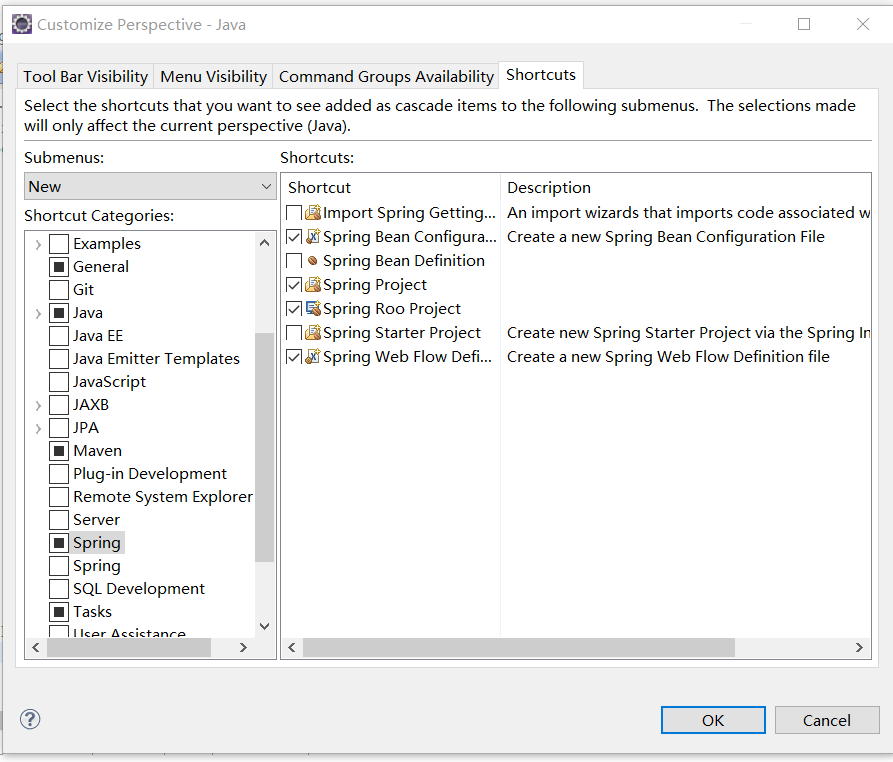 Customize Perspective - Java
Tool Bar Visibility Menu Visibility Command Groups Availability Shortcuts
Select the shortcuts that you want to see added as cascade items to the following submenus. The selections made
will only affect the current perspective (Java).
Submenus:
New
Shortcut Categories:
Examples
General
Git
Java
Java EE
Java Emitter Templates
JavaScript
JAXB
JPA
Maven
Plug-in Development
Remote System Explorer
Server
Spring
Spring
SQL Development
Tasks
User Assistance
Shortcuts:
Shortcut Description
Import Spring Getting... An import wizards that imports code associated w
Spring Bean Configura... Create a new Spring Bean Configuration File
Spring Bean Definition
Spring Project
Spring Roo Project
Spring Starter Project Create new Spring Starter Project via the Spring In
Spring Web Flow Defi... Create a new Spring Web Flow Definition file
OK Cancel